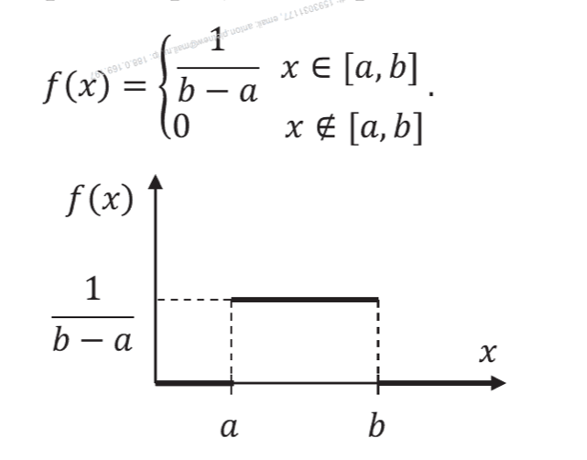 f(x) = { 1/(b − a) x ∈ [a, b]
0 x ∉ [a, b] .
f(x)
1/(b − a)
x
a b